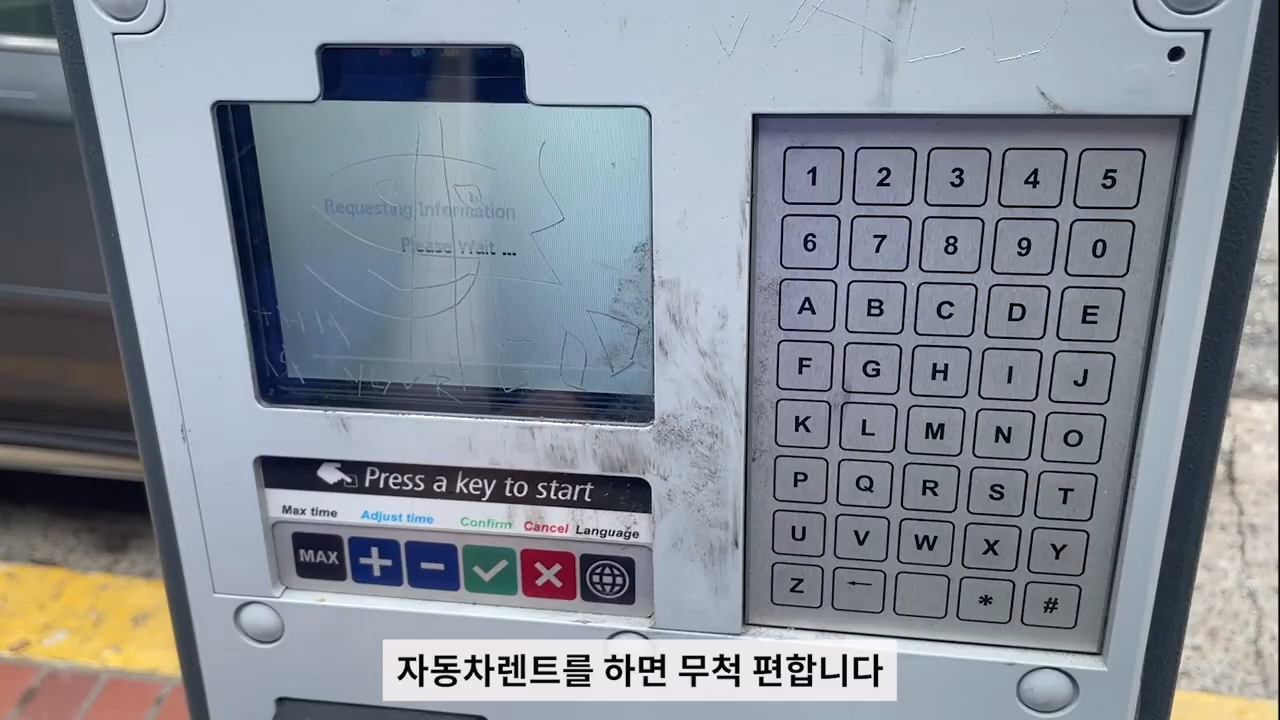 Requesting Information
Please Wait ...
1 2 3 4 5
6 7 8 9 0
A B C D E
F G H I J
K L M N O
P Q R S T
U V W X Y
Z ← * #
Press a key to start
Max time Adjust time Confirm Cancel Language
MAX + −
자동차렌트를 하면 무척 편합니다